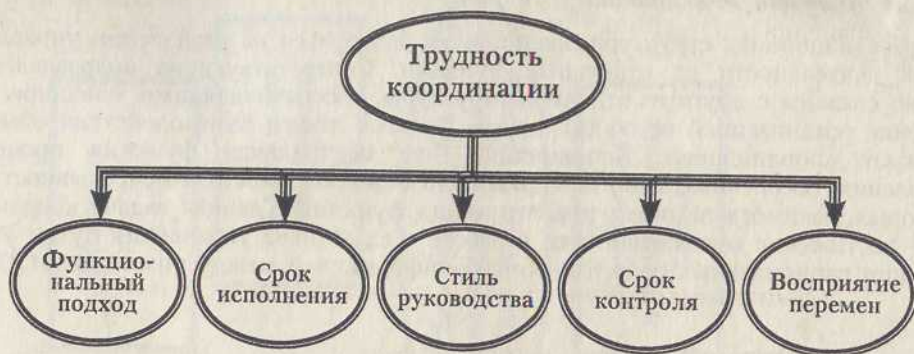 Трудность
координации
Функцио-
нальный
подход
Срок
исполнения
Стиль
руководства
Срок
контроля
Восприятие
перемен